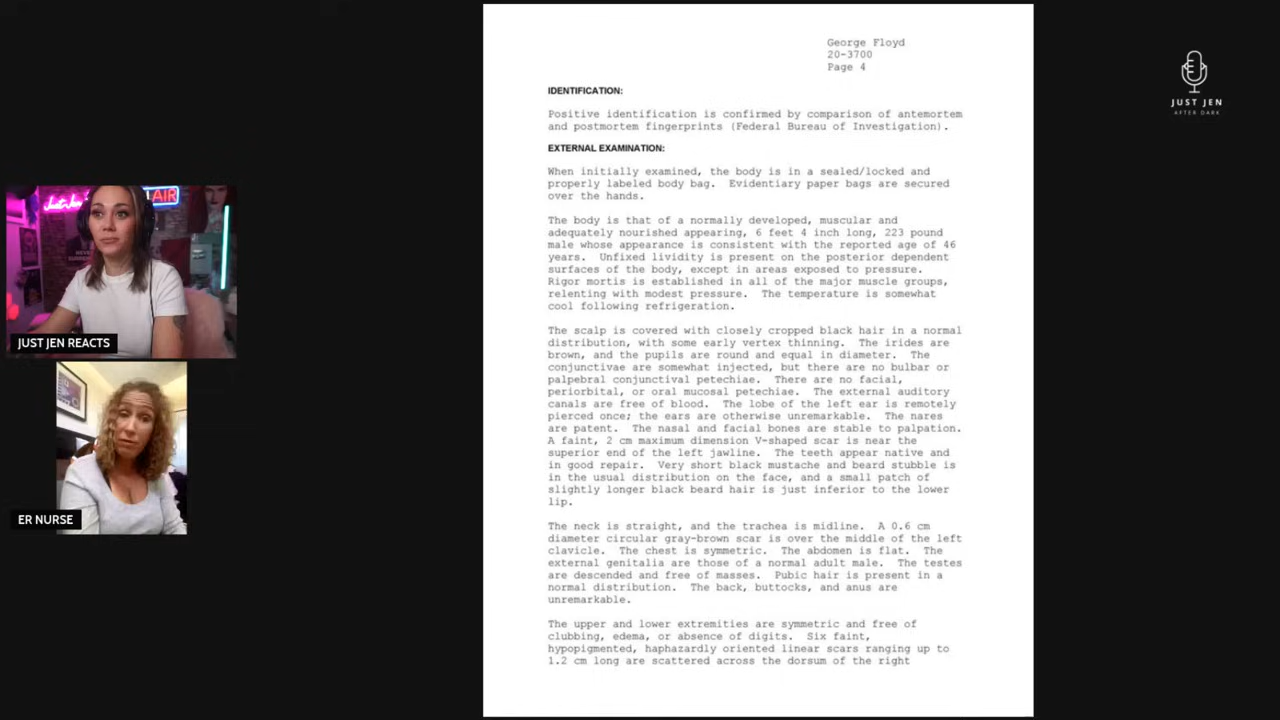 George Floyd
20-3700
Page 4
IDENTIFICATION:
Positive identification is confirmed by comparison of antemortem
and postmortem fingerprints (Federal Bureau of Investigation).
EXTERNAL EXAMINATION:
When initially examined, the body is in a sealed/locked and
properly labeled body bag. Evidentiary paper bags are secured
over the hands.
The body is that of a normally developed, muscular and
adequately nourished appearing, 6 feet 4 inch long, 223 pound
male whose appearance is consistent with the reported age of 46
years. Unfixed lividity is present on the posterior dependent
surfaces of the body, except in areas exposed to pressure.
Rigor mortis is established in all of the major muscle groups,
relenting with modest pressure. The temperature is somewhat
cool following refrigeration.
The scalp is covered with closely cropped black hair in a normal
distribution, with some early vertex thinning. The irides are
brown, and the pupils are round and equal in diameter. The
conjunctivae are somewhat injected, but there are no bulbar or
palpebral conjunctival petechiae. There are no facial,
periorbital, or oral mucosal petechiae. The external auditory
canals are free of blood. The lobe of the left ear is remotely
pierced once; the ears are otherwise unremarkable. The nares
are patent. The nasal and facial bones are stable to palpation.
A faint, 2 cm maximum dimension V-shaped scar is near the
superior end of the left jawline. The teeth appear native and
in good repair. Very short black mustache and beard stubble is
in the usual distribution on the face, and a small patch of
slightly longer black beard hair is just inferior to the lower
lip.
The neck is straight, and the trachea is midline. A 0.6 cm
diameter circular gray-brown scar is over the middle of the left
clavicle. The chest is symmetric. The abdomen is flat. The
external genitalia are those of a normal adult male. The testes
are descended and free of masses. Pubic hair is present in a
normal distribution. The back, buttocks, and anus are
unremarkable.
The upper and lower extremities are symmetric and free of
clubbing, edema, or absence of digits. Six faint,
hypopigmented, haphazardly oriented linear scars ranging up to
1.2 cm long are scattered across the dorsum of the right
JUST JEN
AFTER DARK
AIR
JUST JEN REACTS
ER NURSE